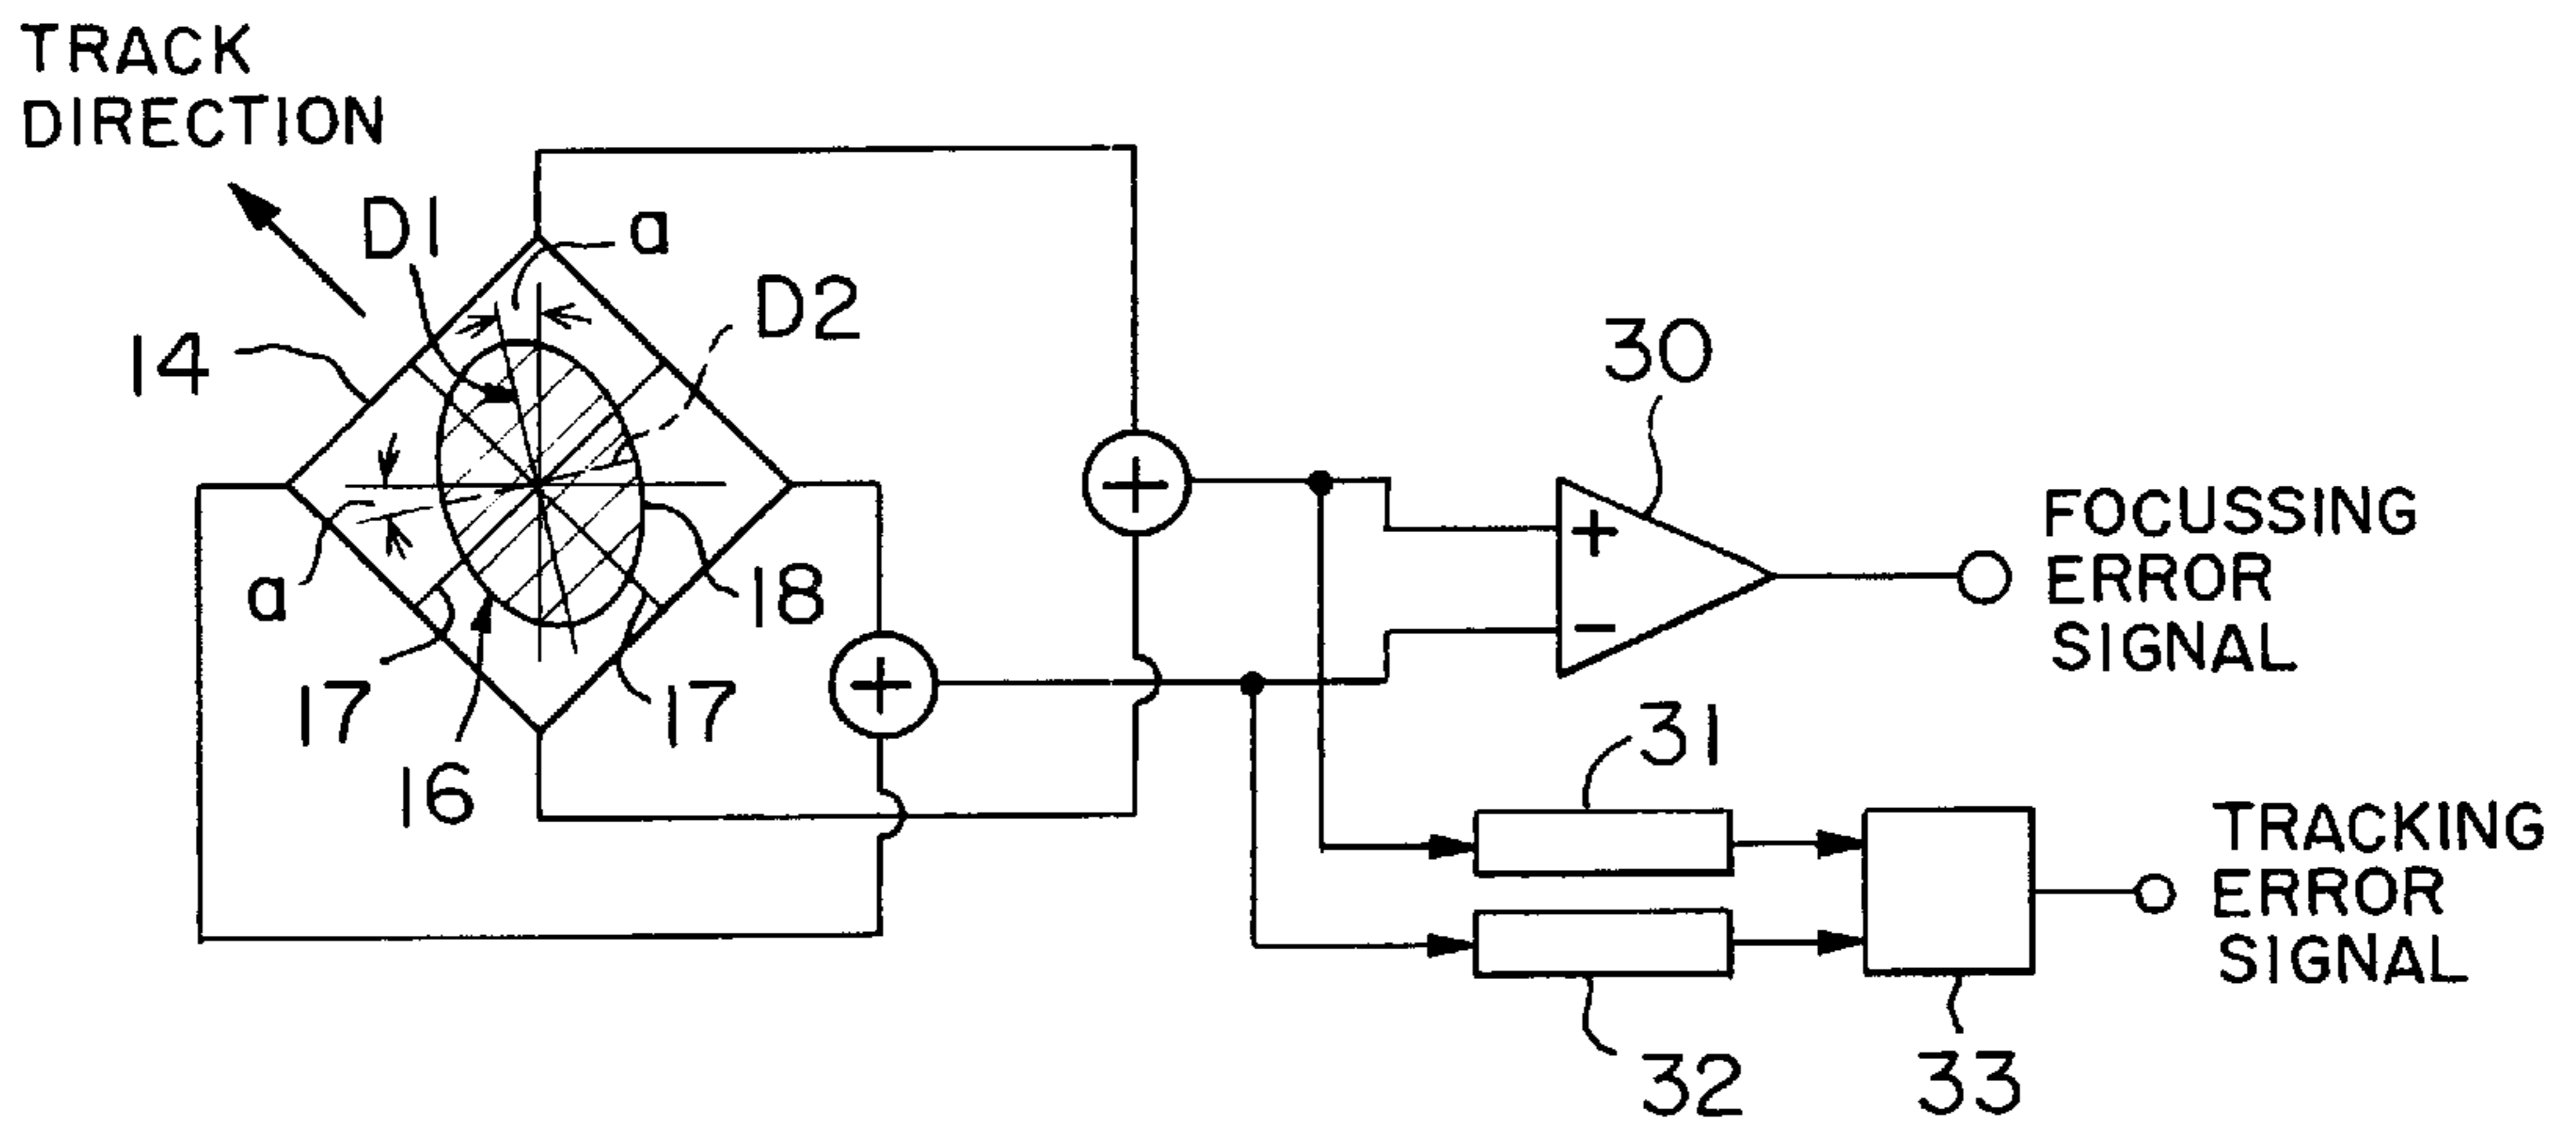 TRACK
DIRECTION
D1
a
D2
14
30
FOCUSSING
ERROR
SIGNAL
a
18
17
17
16
31
TRACKING
ERROR
SIGNAL
32
33
+
+
+
−